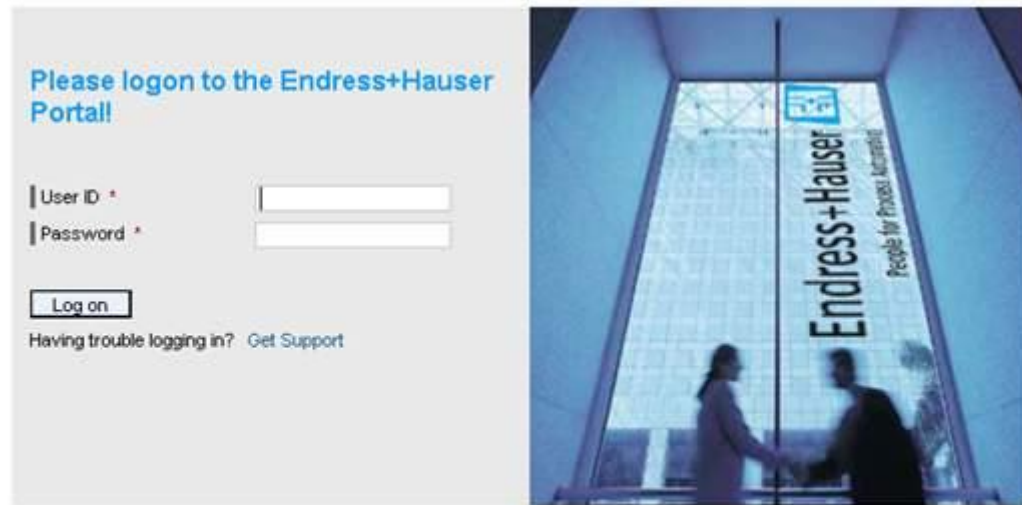 Please logon to the Endress+Hauser
Portal!
User ID *
Password *
Log on
Having trouble logging in? Get Support
Endress+Hauser
People for Process Automation